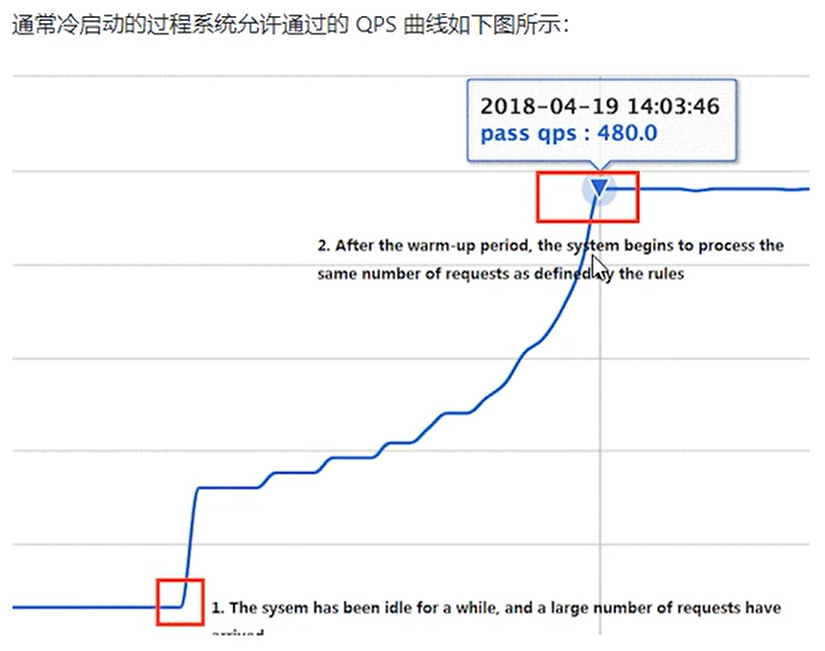 通常冷启动的过程系统允许通过的 QPS 曲线如下图所示：
2018-04-19 14:03:46
pass qps : 480.0
2. After the warm-up period, the system begins to process the
same number of requests as defined by the rules
1. The sysem has been idle for a while, and a large number of requests have